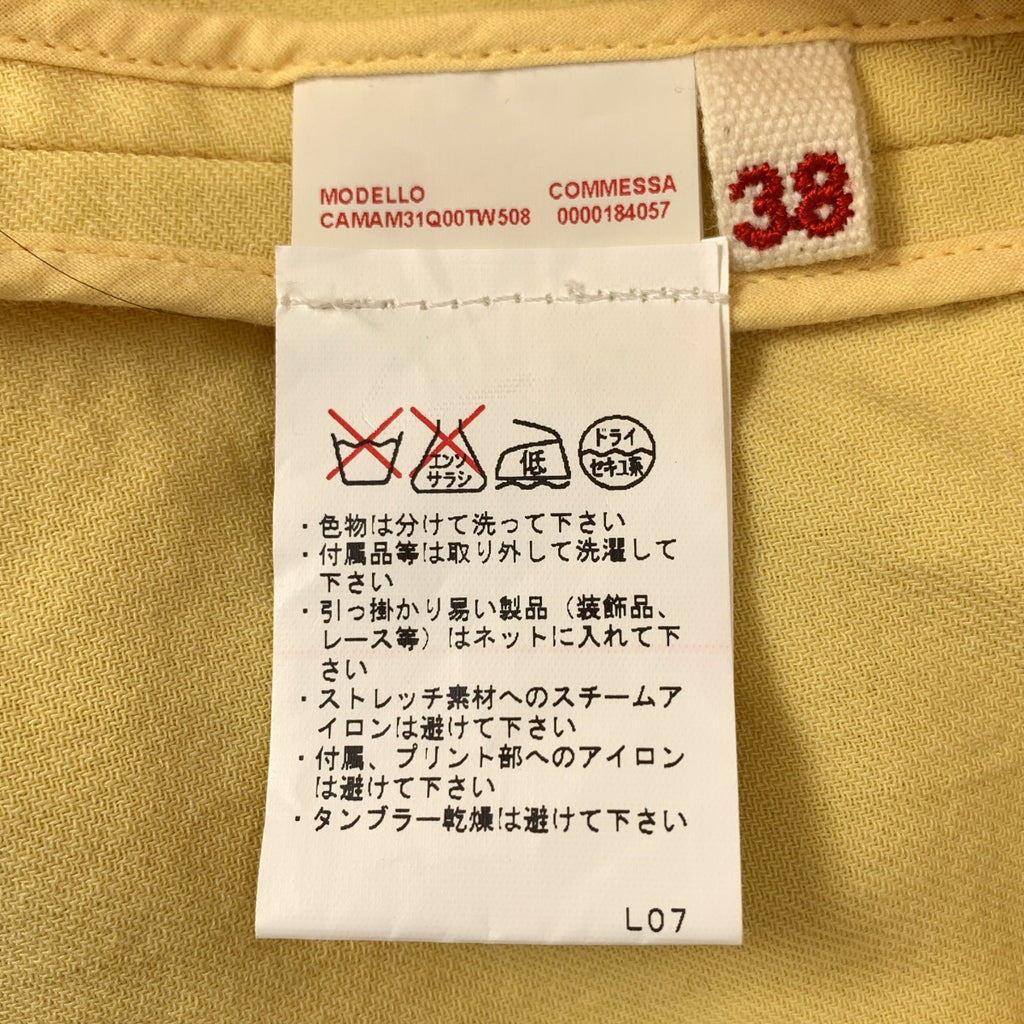 MODELLO COMMESSA
CAMAM31Q00TW508 0000184057
38
エンソ
サラシ
低
ドライ
セキユ系
・色物は分けて洗って下さい
・付属品等は取り外して洗濯して
下さい
・引っ掛かり易い製品（装飾品、
レース等）はネットに入れて下
さい
・ストレッチ素材へのスチームア
イロンは避けて下さい
・付属、プリント部へのアイロン
は避けて下さい
・タンブラー乾燥は避けて下さい
L07